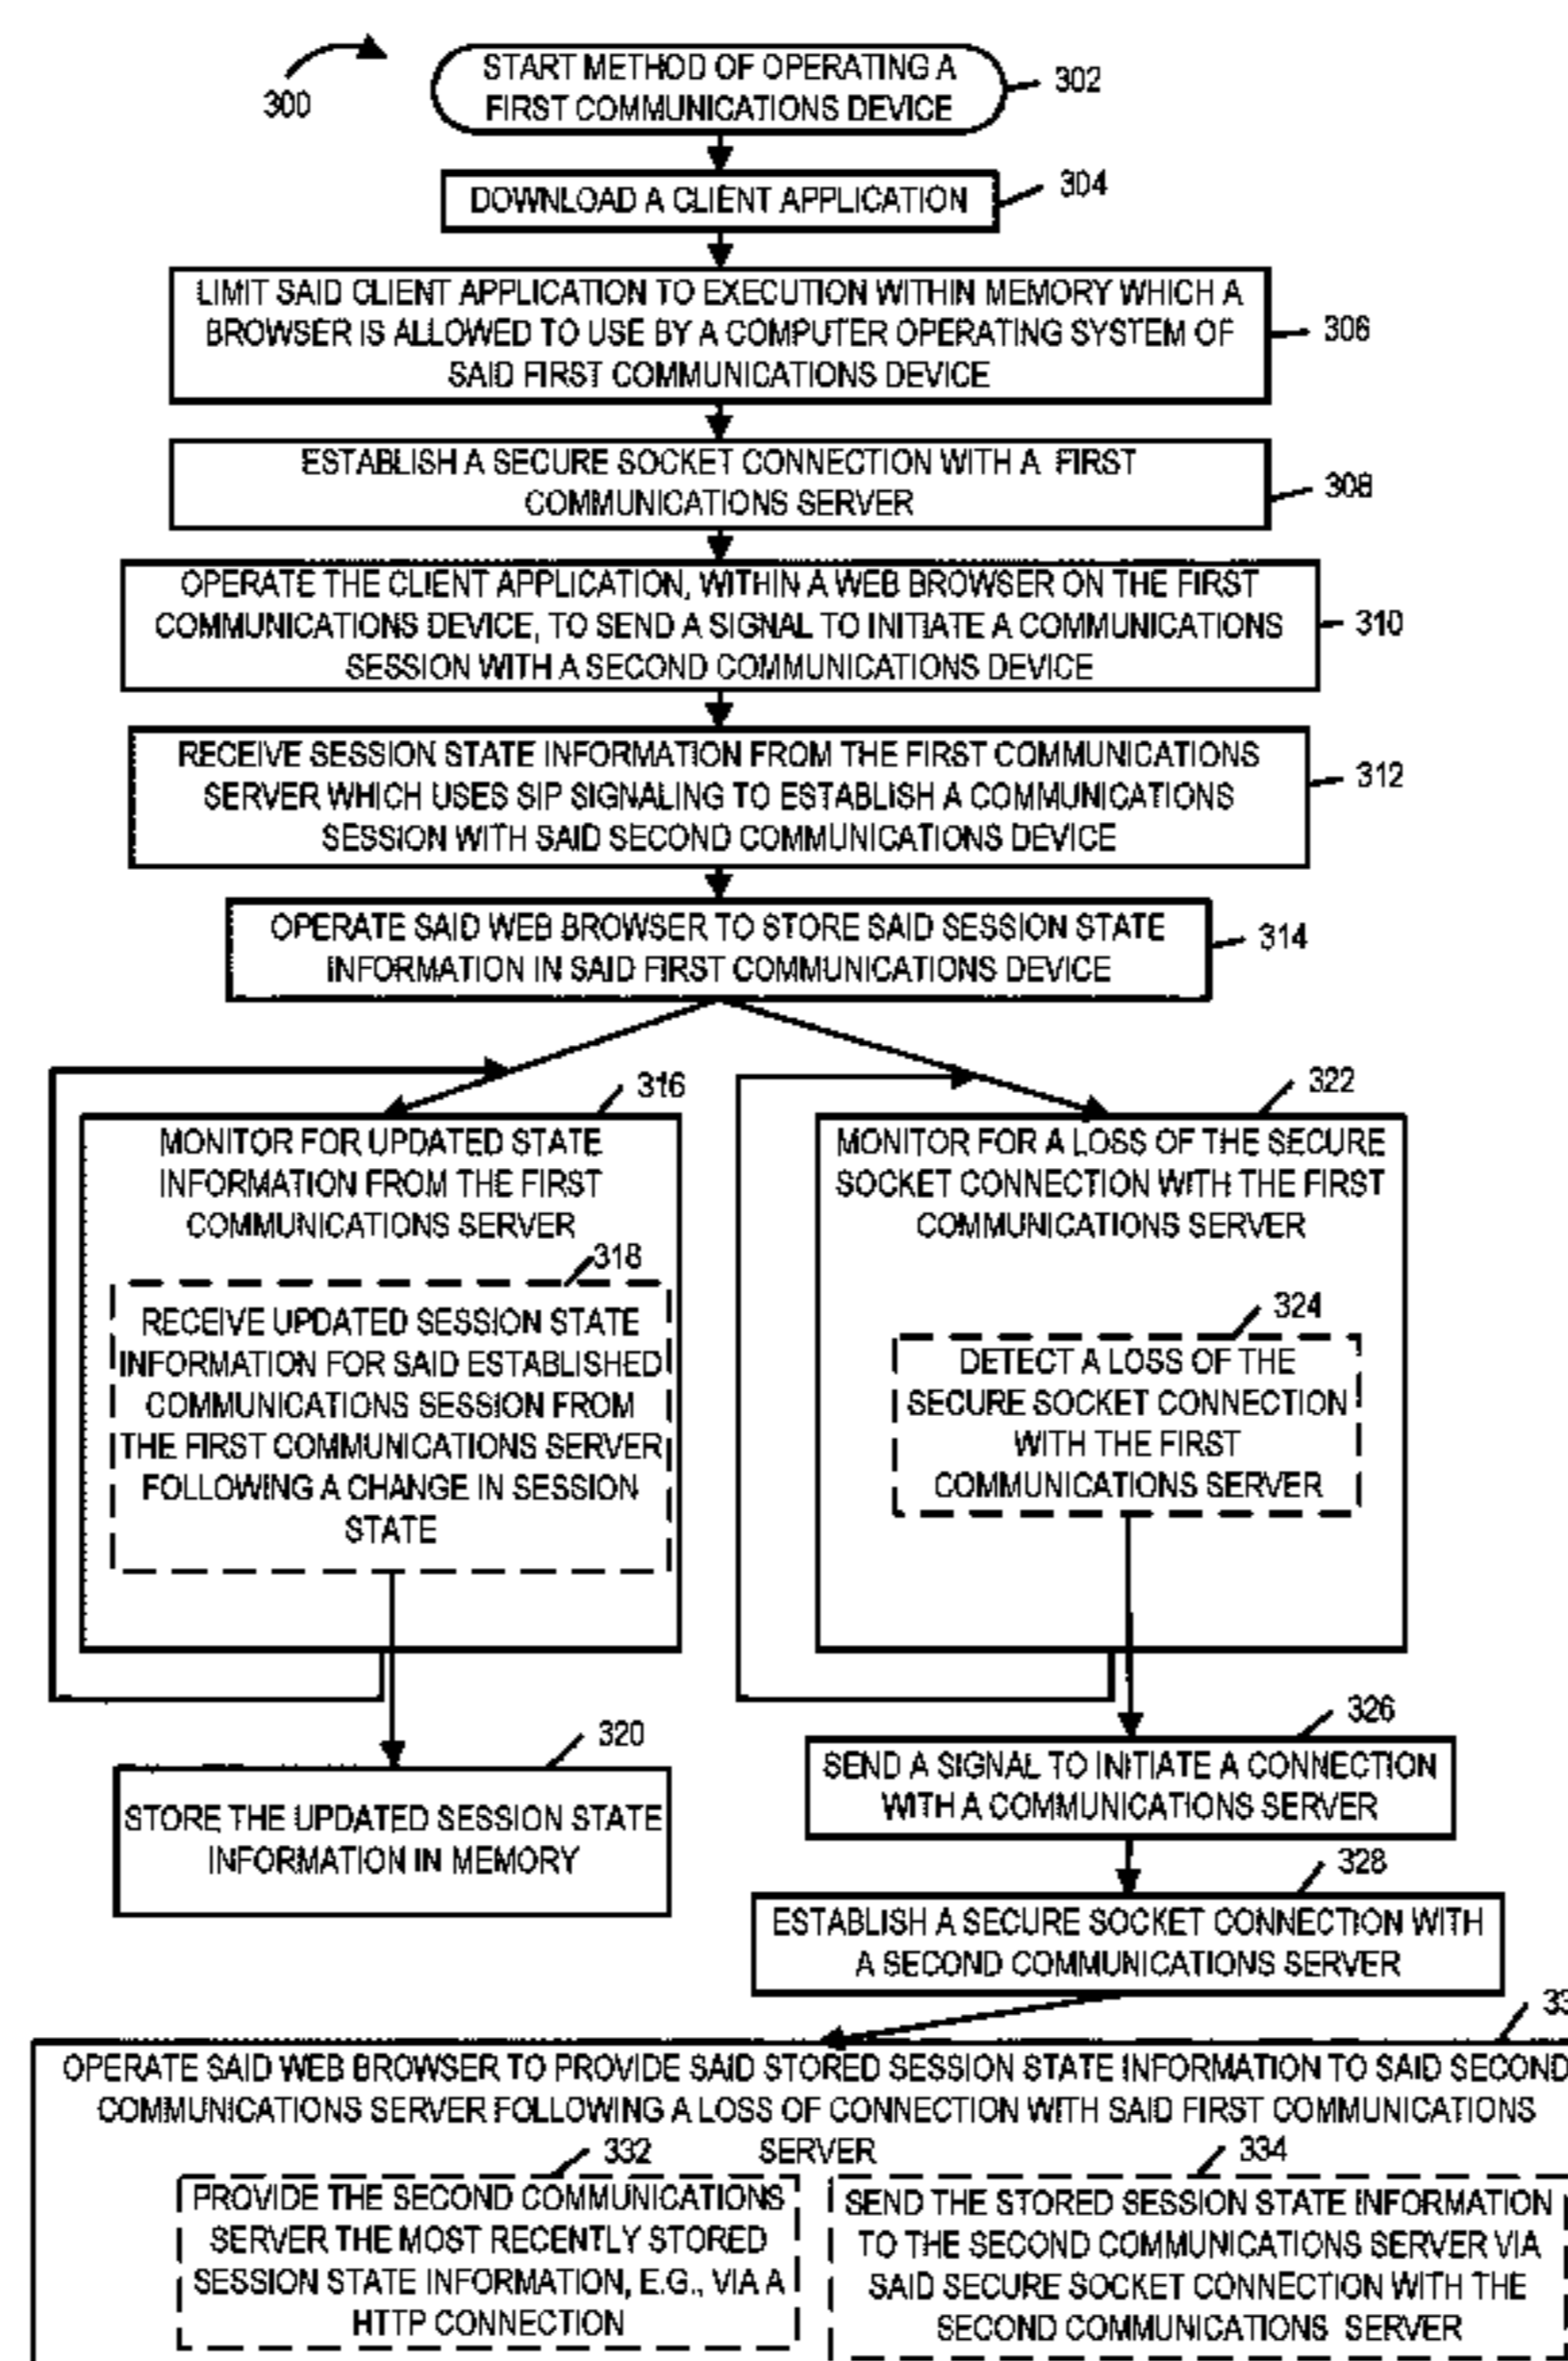 300
START METHOD OF OPERATING A
FIRST COMMUNICATIONS DEVICE
302
DOWNLOAD A CLIENT APPLICATION
304
LIMIT SAID CLIENT APPLICATION TO EXECUTION WITHIN MEMORY WHICH A
BROWSER IS ALLOWED TO USE BY A COMPUTER OPERATING SYSTEM OF
SAID FIRST COMMUNICATIONS DEVICE
306
ESTABLISH A SECURE SOCKET CONNECTION WITH A FIRST
COMMUNICATIONS SERVER
308
OPERATE THE CLIENT APPLICATION, WITHIN A WEB BROWSER ON THE FIRST
COMMUNICATIONS DEVICE, TO SEND A SIGNAL TO INITIATE A COMMUNICATIONS
SESSION WITH A SECOND COMMUNICATIONS DEVICE
310
RECEIVE SESSION STATE INFORMATION FROM THE FIRST COMMUNICATIONS
SERVER WHICH USES SIP SIGNALING TO ESTABLISH A COMMUNICATIONS
SESSION WITH SAID SECOND COMMUNICATIONS DEVICE
312
OPERATE SAID WEB BROWSER TO STORE SAID SESSION STATE
INFORMATION IN SAID FIRST COMMUNICATIONS DEVICE
314
316
MONITOR FOR UPDATED STATE
INFORMATION FROM THE FIRST
COMMUNICATIONS SERVER
318
RECEIVE UPDATED SESSION STATE
INFORMATION FOR SAID ESTABLISHED
COMMUNICATIONS SESSION FROM
THE FIRST COMMUNICATIONS SERVER
FOLLOWING A CHANGE IN SESSION
STATE
320
STORE THE UPDATED SESSION STATE
INFORMATION IN MEMORY
322
MONITOR FOR A LOSS OF THE SECURE
SOCKET CONNECTION WITH THE FIRST
COMMUNICATIONS SERVER
324
DETECT A LOSS OF THE
SECURE SOCKET CONNECTION
WITH THE FIRST
COMMUNICATIONS SERVER
326
SEND A SIGNAL TO INITIATE A CONNECTION
WITH A COMMUNICATIONS SERVER
328
ESTABLISH A SECURE SOCKET CONNECTION WITH
A SECOND COMMUNICATIONS SERVER
OPERATE SAID WEB BROWSER TO PROVIDE SAID STORED SESSION STATE INFORMATION TO SAID SECOND
COMMUNICATIONS SERVER FOLLOWING A LOSS OF CONNECTION WITH SAID FIRST COMMUNICATIONS
SERVER
332
PROVIDE THE SECOND COMMUNICATIONS
SERVER THE MOST RECENTLY STORED
SESSION STATE INFORMATION, E.G., VIA A
HTTP CONNECTION
334
SEND THE STORED SESSION STATE INFORMATION
TO THE SECOND COMMUNICATIONS SERVER VIA
SAID SECURE SOCKET CONNECTION WITH THE
SECOND COMMUNICATIONS SERVER